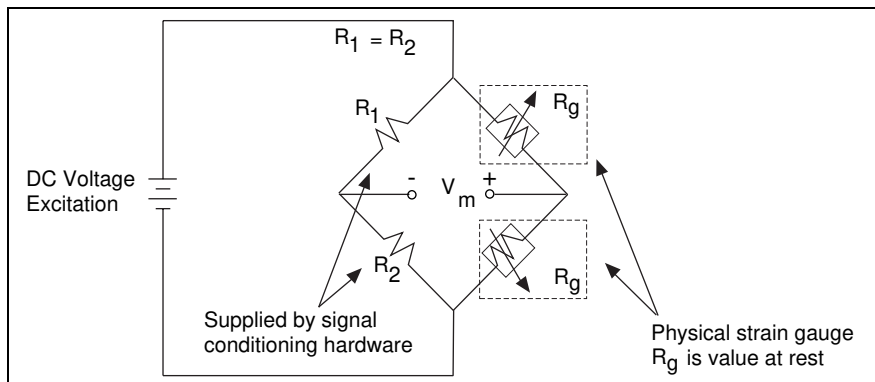 R1 = R2
R1
Rg
DC Voltage
Excitation
- Vm +
R2
Rg
Supplied by signal
conditioning hardware
Physical strain gauge
Rg is value at rest